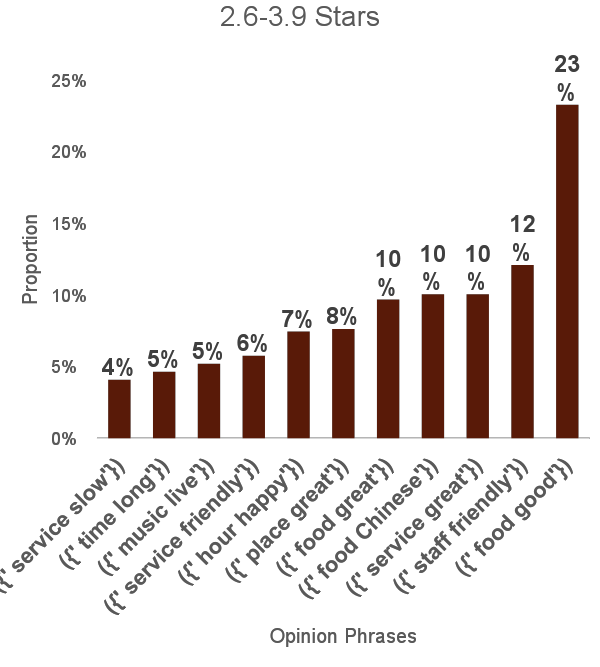 2.6-3.9 Stars
25%
20%
15%
10%
5%
0%
Proportion
4%
5%
5%
6%
7%
8%
10
%
10
%
10
%
12
%
23
%
({' service slow'})
({' time long'})
({' music live'})
({' service friendly'})
({' hour happy'})
({' place great'})
({' food great'})
({' food Chinese'})
({' service great'})
({' staff friendly'})
({' food good'})
Opinion Phrases